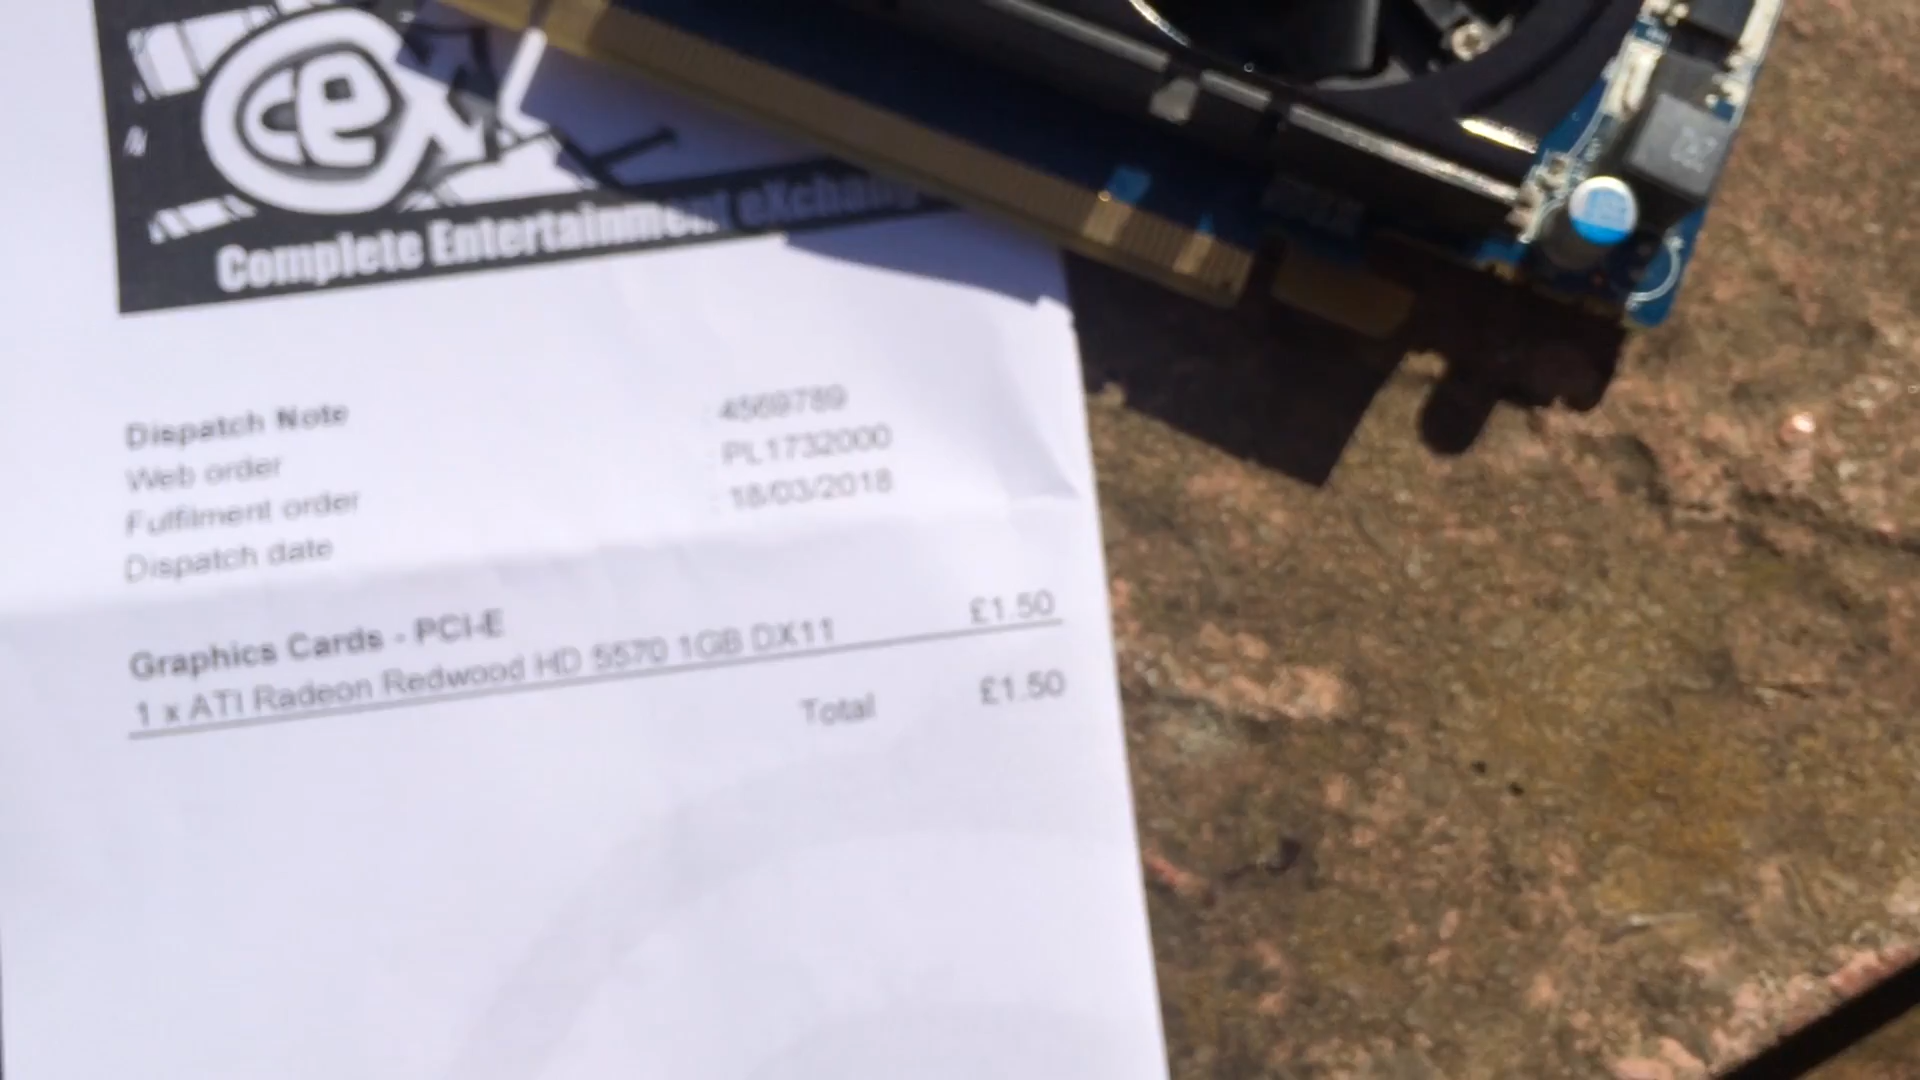 cex
Complete Entertainment eXchang
Dispatch Note
Web order 4569789
Fulfilment order PL1732000
Dispatch date 18/03/2018
Graphics Cards - PCI-E
1 x ATI Radeon Redwood HD 5570 1GB DX11 £1.50
Total £1.50